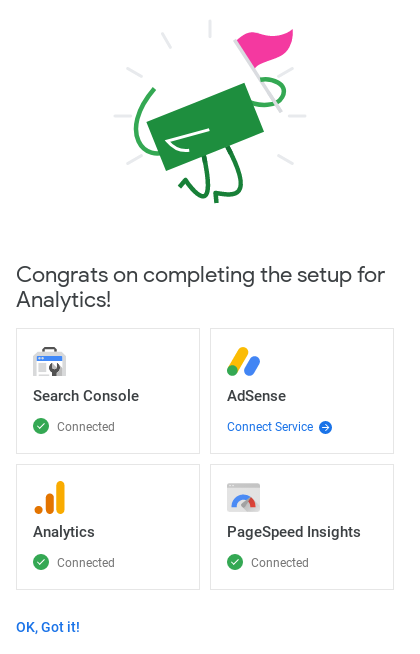 Congrats on completing the setup for
Analytics!
Search Console
Connected
AdSense
Connect Service
Analytics
Connected
PageSpeed Insights
Connected
OK, Got it!